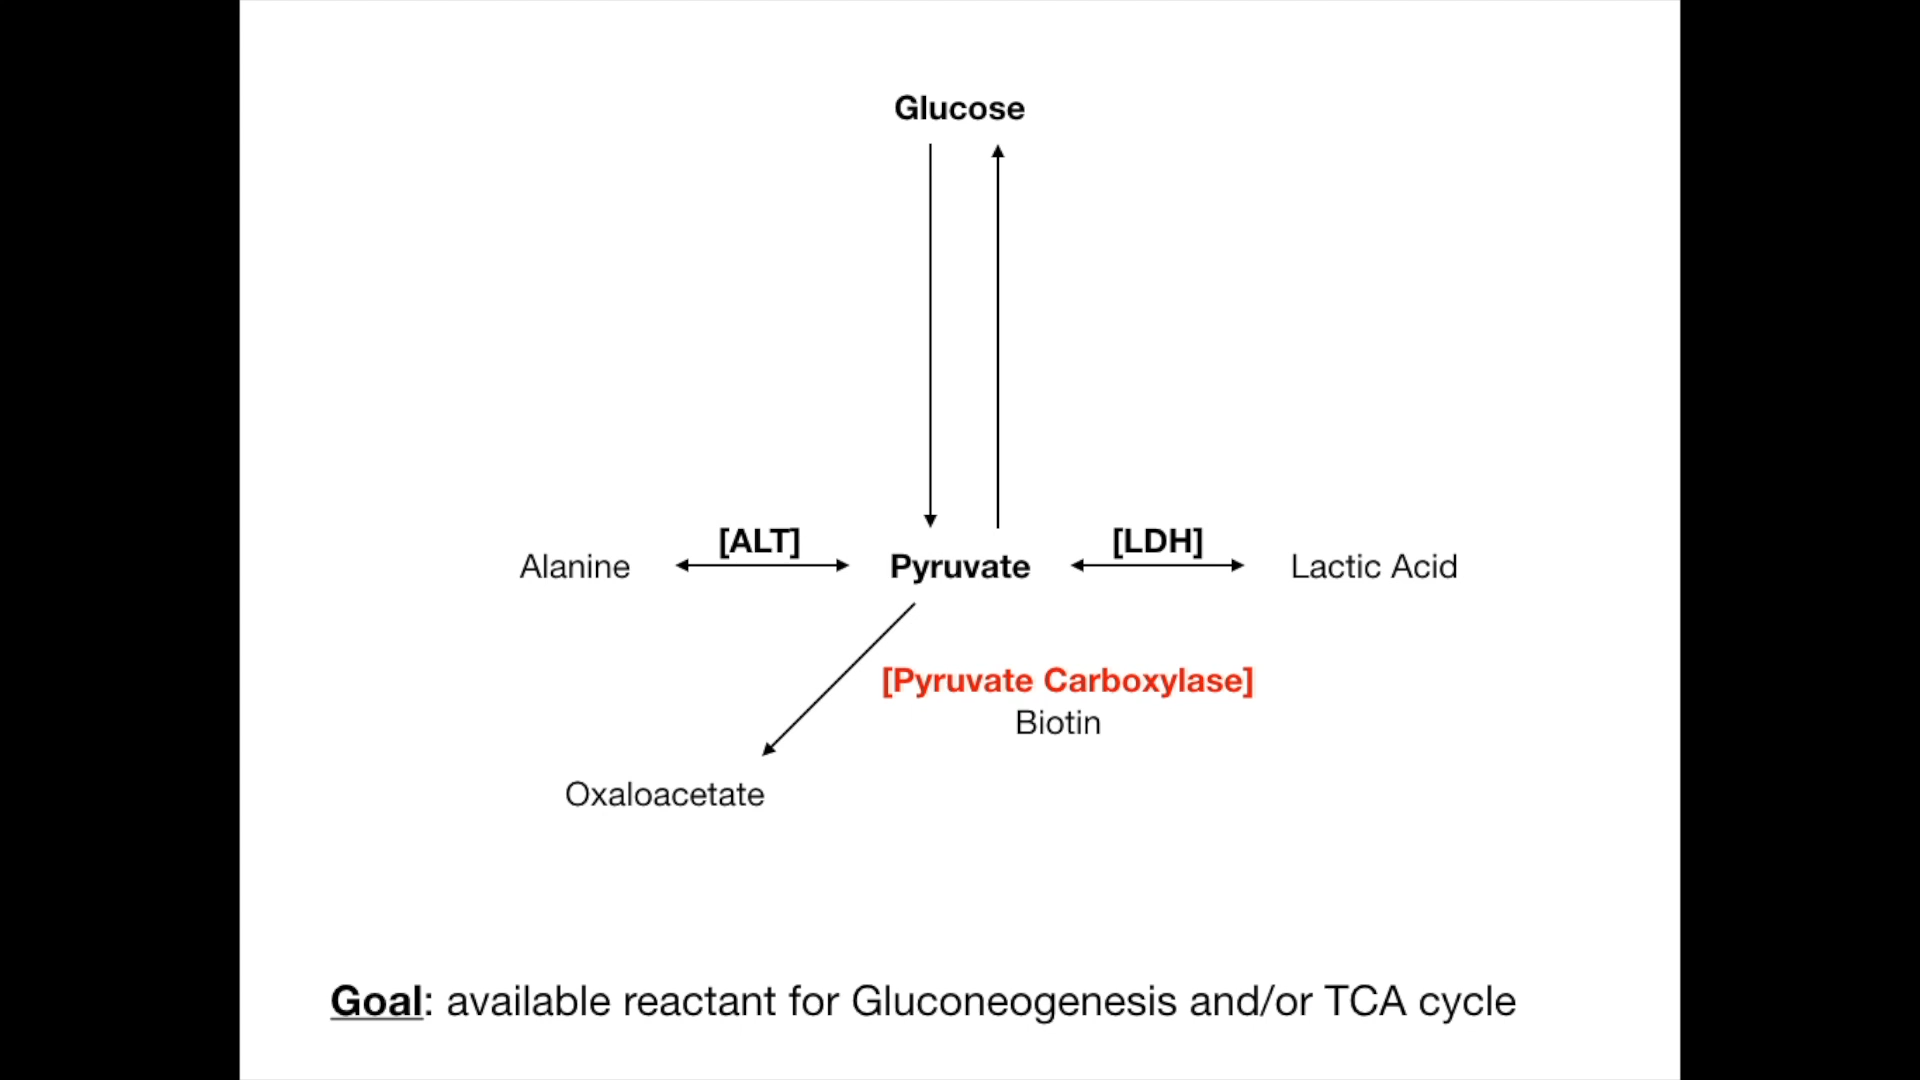 Glucose
[ALT]
[LDH]
Alanine
Pyruvate
Lactic Acid
[Pyruvate Carboxylase]
Biotin
Oxaloacetate
Goal: available reactant for Gluconeogenesis and/or TCA cycle